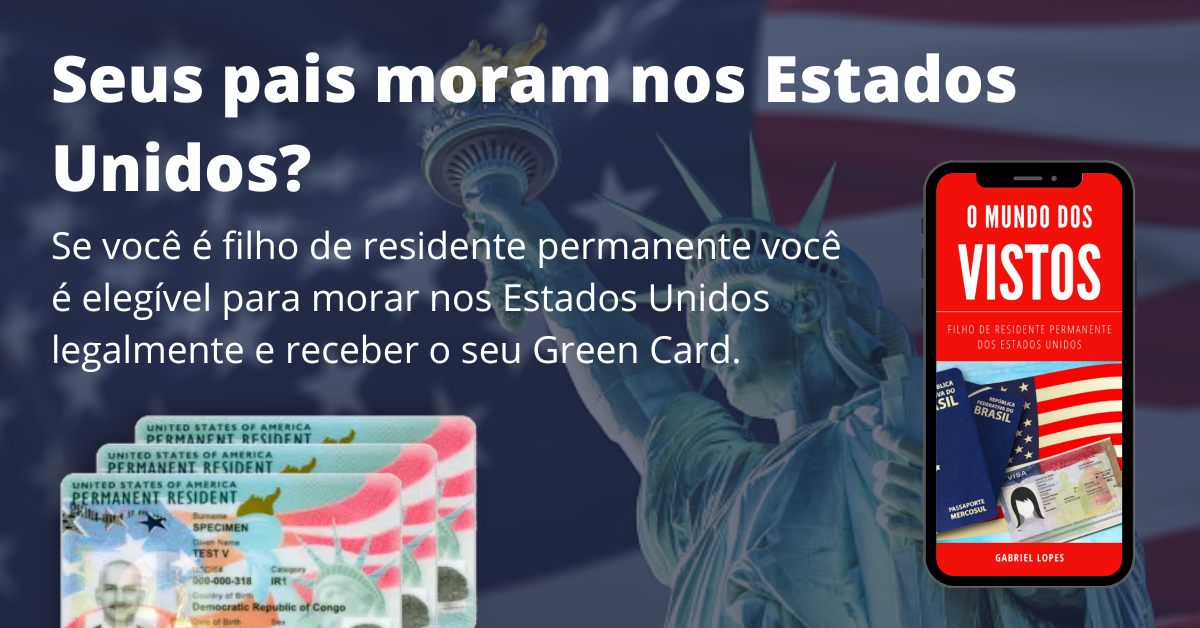 Seus pais moram nos Estados
Unidos?
Se você é filho de residente permanente você
é elegível para morar nos Estados Unidos
legalmente e receber o seu Green Card.
O MUNDO DOS
VISTOS
FILHO DE RESIDENTE PERMANENTE
DOS ESTADOS UNIDOS
REPÚBLICA
FEDERATIVA DO
BRASIL
PASSAPORTE
MERCOSUL
VISA
GABRIEL LOPES
UNITED STATES OF AMERICA
PERMANENT RESIDENT
UNITED STATES OF AMERICA
PERMANENT RESIDENT
UNITED STATES OF AMERICA
PERMANENT RESIDENT
Surname
SPECIMEN
Given Name
TEST V
USCIS# Category
000-000-318 IR1
Country of Birth
Democratic Republic of Congo
Date of Birth Sex